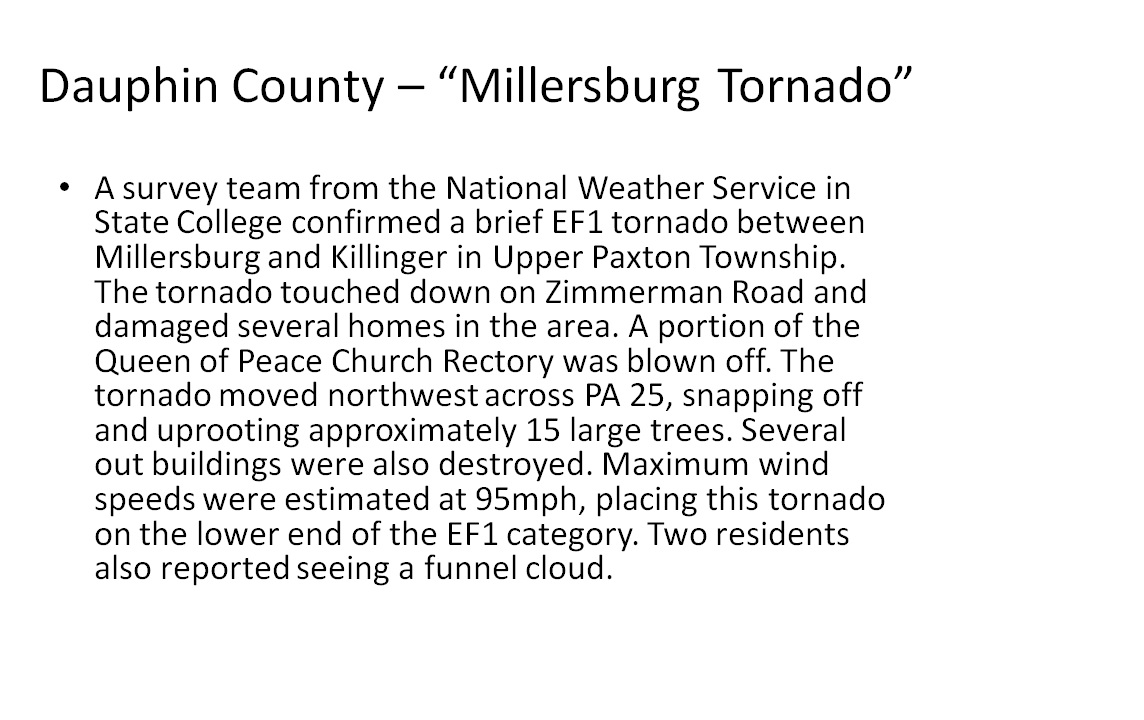 Dauphin County – “Millersburg Tornado”
• A survey team from the National Weather Service in
State College confirmed a brief EF1 tornado between
Millersburg and Killinger in Upper Paxton Township.
The tornado touched down on Zimmerman Road and
damaged several homes in the area. A portion of the
Queen of Peace Church Rectory was blown off. The
tornado moved northwest across PA 25, snapping off
and uprooting approximately 15 large trees. Several
out buildings were also destroyed. Maximum wind
speeds were estimated at 95mph, placing this tornado
on the lower end of the EF1 category. Two residents
also reported seeing a funnel cloud.